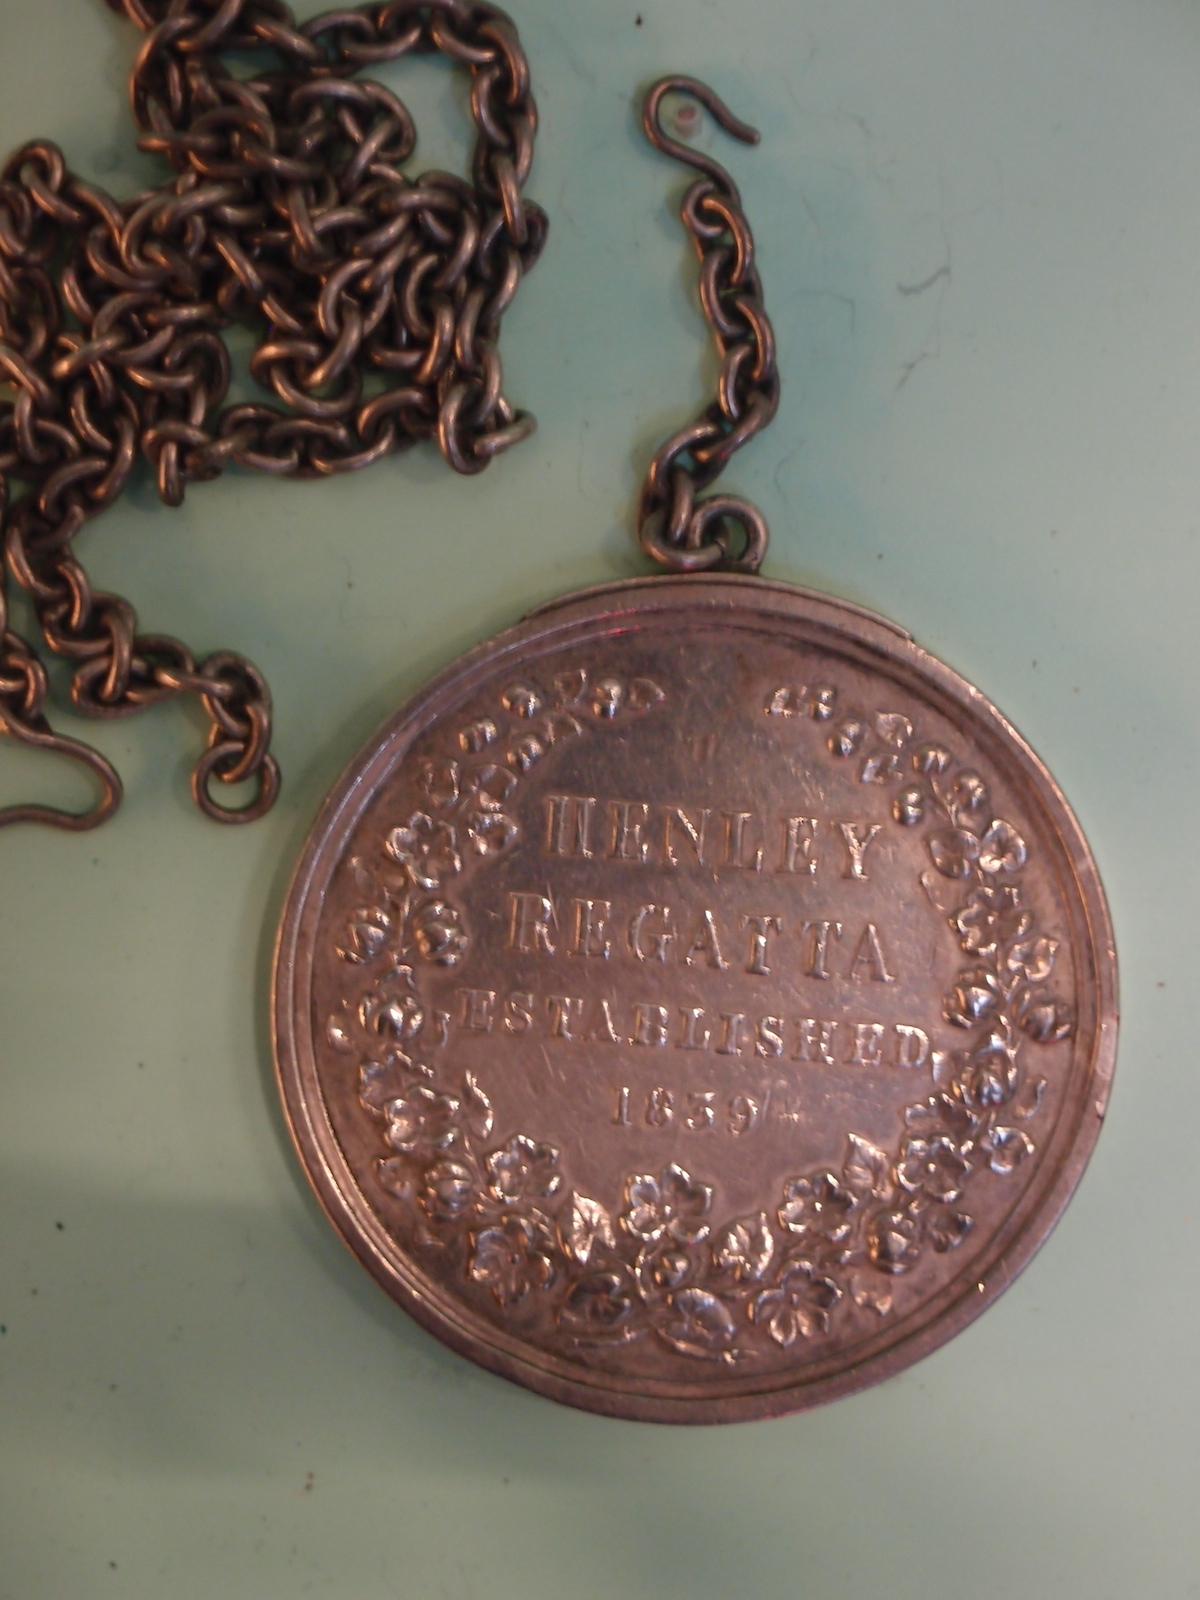 HENLEY
REGATTA
ESTABLISHED
1839